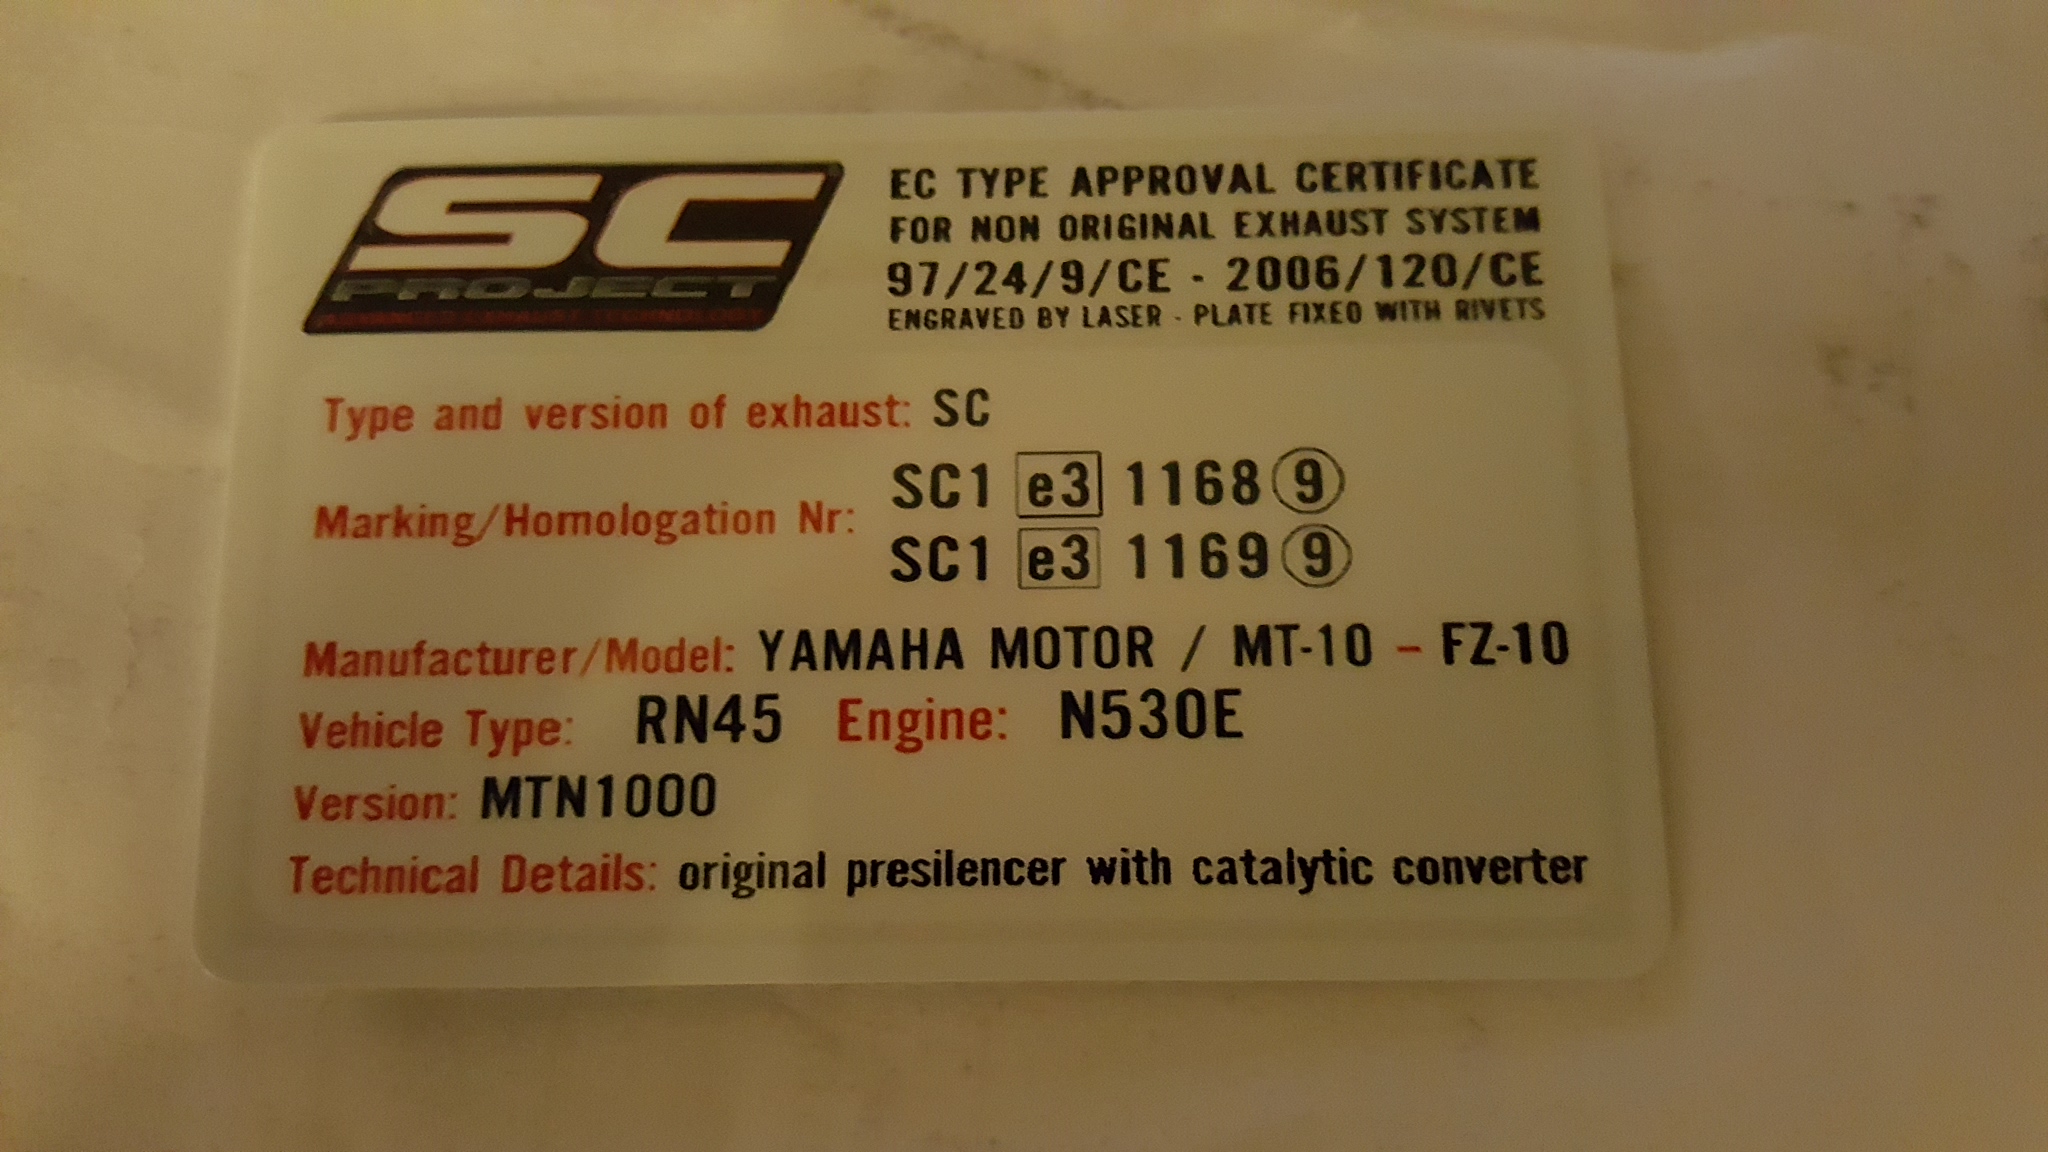 SC
PROJECT
ADVANCED EXHAUST TECHNOLOGY
EC TYPE APPROVAL CERTIFICATE
FOR NON ORIGINAL EXHAUST SYSTEM
97/24/9/CE - 2006/120/CE
ENGRAVED BY LASER - PLATE FIXED WITH RIVETS
Type and version of exhaust: SC
Marking/Homologation Nr:
SC1 e3 1168 9
SC1 e3 1169 9
Manufacturer/Model: YAMAHA MOTOR / MT-10 - FZ-10
Vehicle Type: RN45 Engine: N530E
Version: MTN1000
Technical Details: original presilencer with catalytic converter